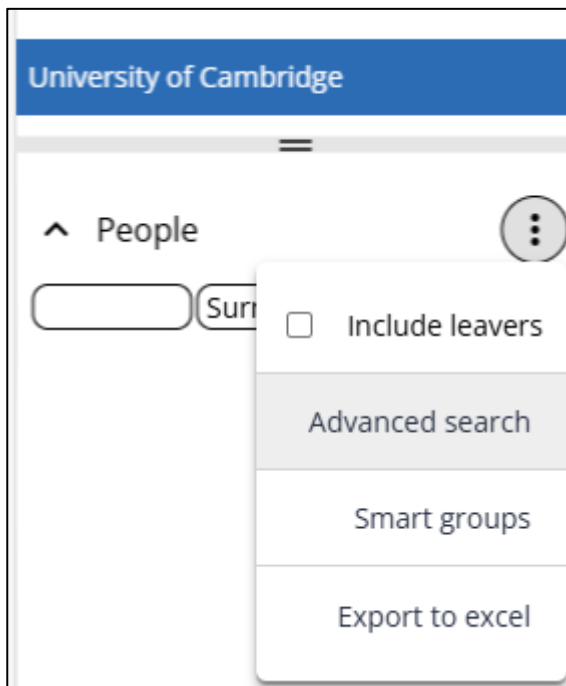 University of Cambridge
People
Include leavers
Advanced search
Smart groups
Export to excel